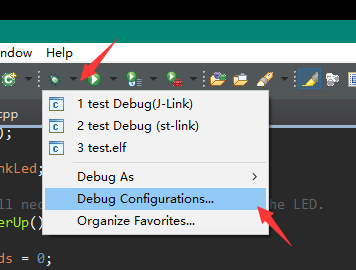 ndow Help
cpp
1 test Debug(J-Link)
2 test Debug (st-link)
3 test.elf
);
nkLed;
Debug As
Debug Configurations...
ll nec
he LED.
Organize Favorites...
erUp()
ds = 0;